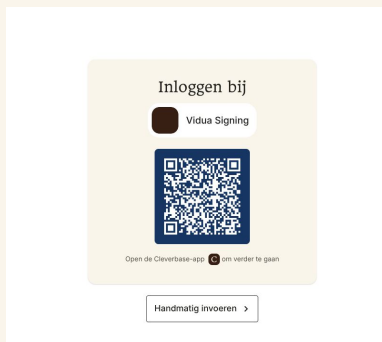 Inloggen bij
Vidua Signing
Open de Cleverbase-app C om verder te gaan
Handmatig invoeren